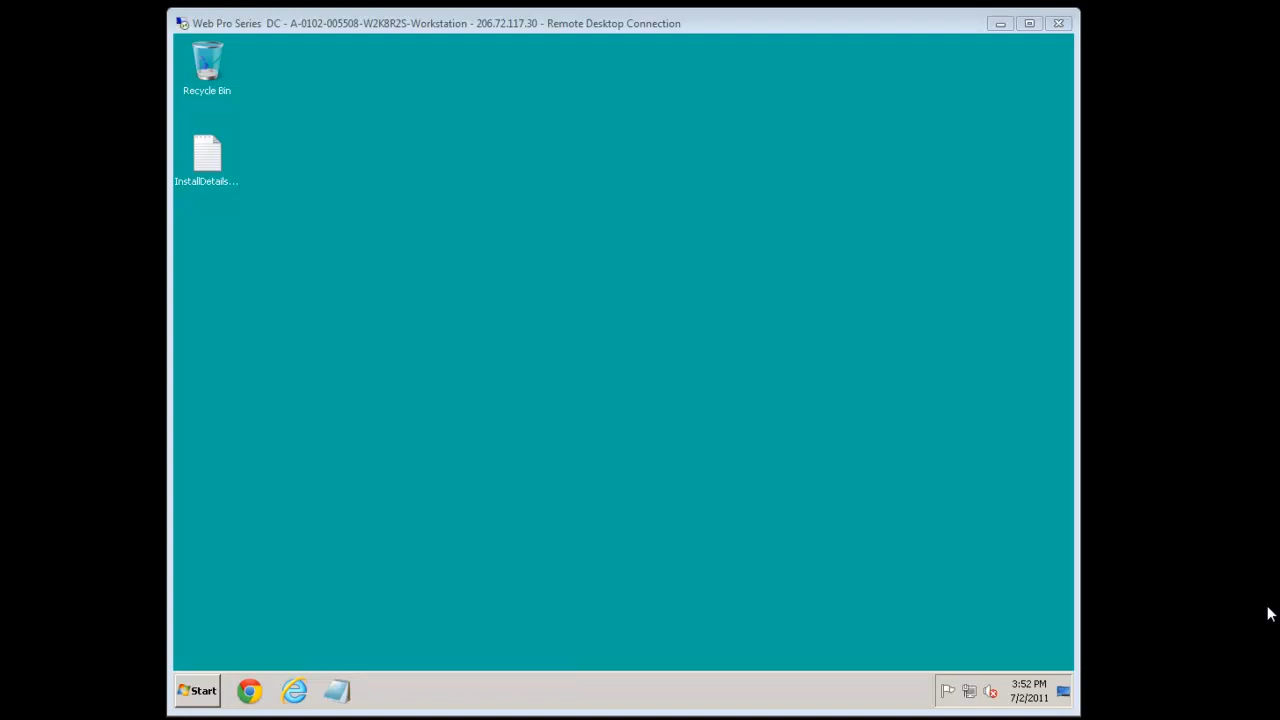 Web Pro Series  DC - A-0102-005508-W2K8R2S-Workstation - 206.72.117.30 - Remote Desktop Connection
Recycle Bin
InstallDetails...
Start
3:52 PM
7/2/2011